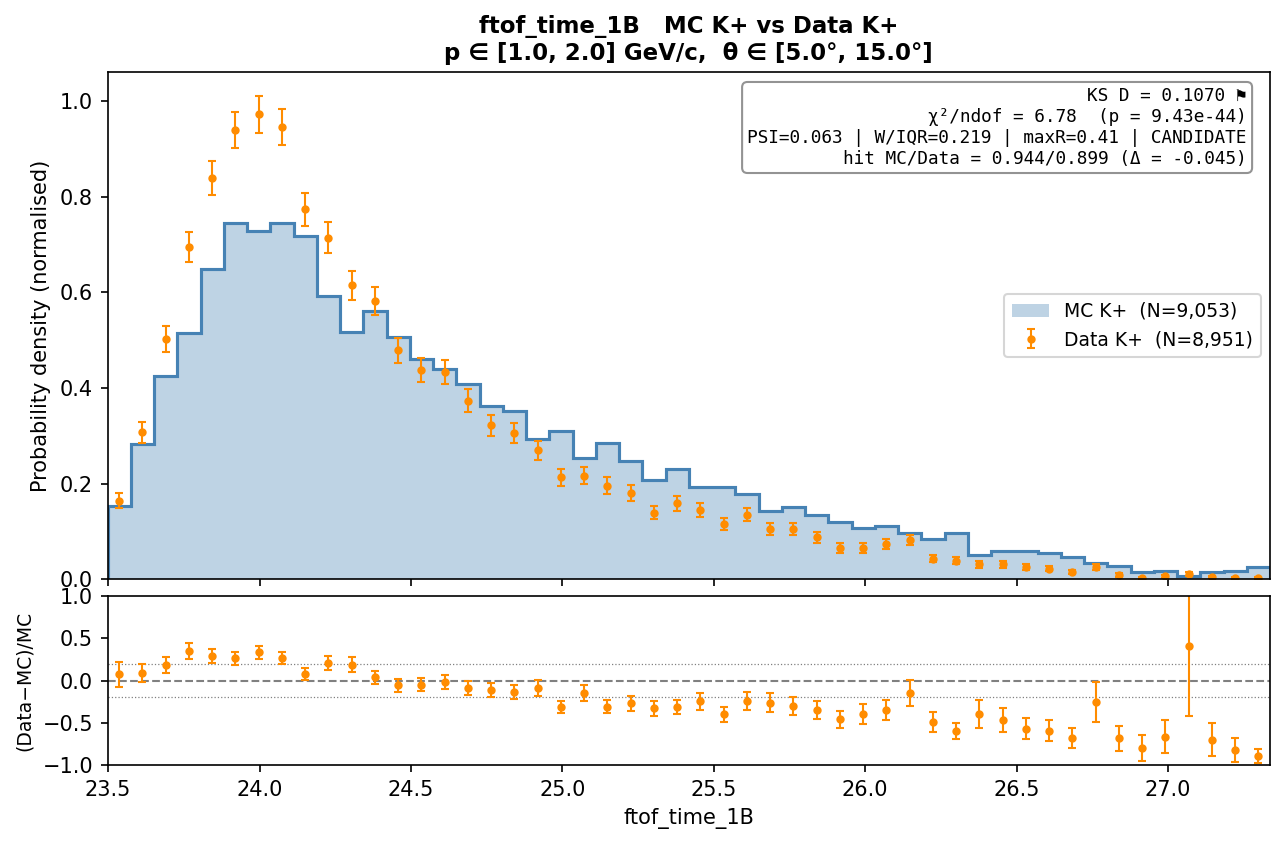 ftof_time_1B   MC K+ vs Data K+
p ∈ [1.0, 2.0] GeV/c,  θ ∈ [5.0°, 15.0°]
KS D = 0.1070 ⚑
χ²/ndof = 6.78  (p = 9.43e-44)
PSI=0.063 | W/IQR=0.219 | maxR=0.41 | CANDIDATE
hit MC/Data = 0.944/0.899 (Δ = -0.045)
MC K+  (N=9,053)
Data K+  (N=8,951)
Probability density (normalised)
1.0
0.8
0.6
0.4
0.2
0.0
(Data−MC)/MC
1.0
0.5
0.0
−0.5
−1.0
23.5 24.0 24.5 25.0 25.5 26.0 26.5 27.0
ftof_time_1B